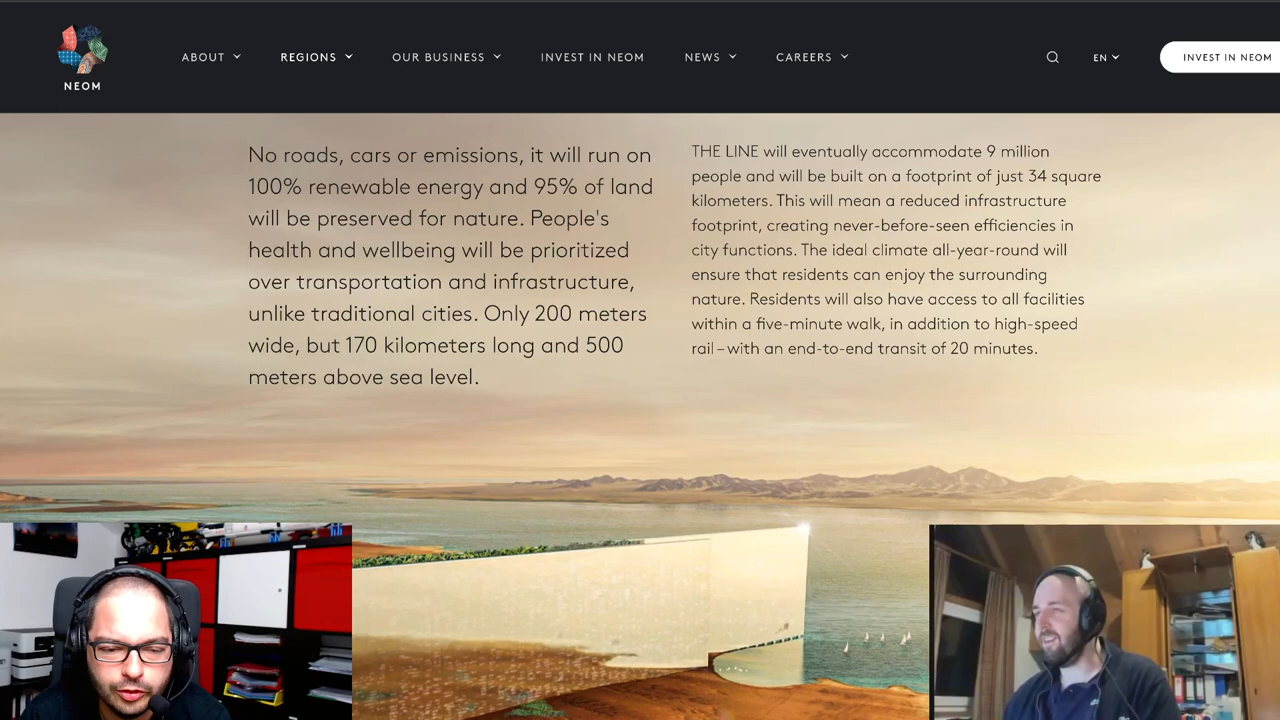 ABOUT REGIONS OUR BUSINESS INVEST IN NEOM NEWS CAREERS EN INVEST IN NEOM
NEOM
No roads, cars or emissions, it will run on
100% renewable energy and 95% of land
will be preserved for nature. People's
health and wellbeing will be prioritized
over transportation and infrastructure,
unlike traditional cities. Only 200 meters
wide, but 170 kilometers long and 500
meters above sea level.
THE LINE will eventually accommodate 9 million
people and will be built on a footprint of just 34 square
kilometers. This will mean a reduced infrastructure
footprint, creating never-before-seen efficiencies in
city functions. The ideal climate all-year-round will
ensure that residents can enjoy the surrounding
nature. Residents will also have access to all facilities
within a five-minute walk, in addition to high-speed
rail – with an end-to-end transit of 20 minutes.